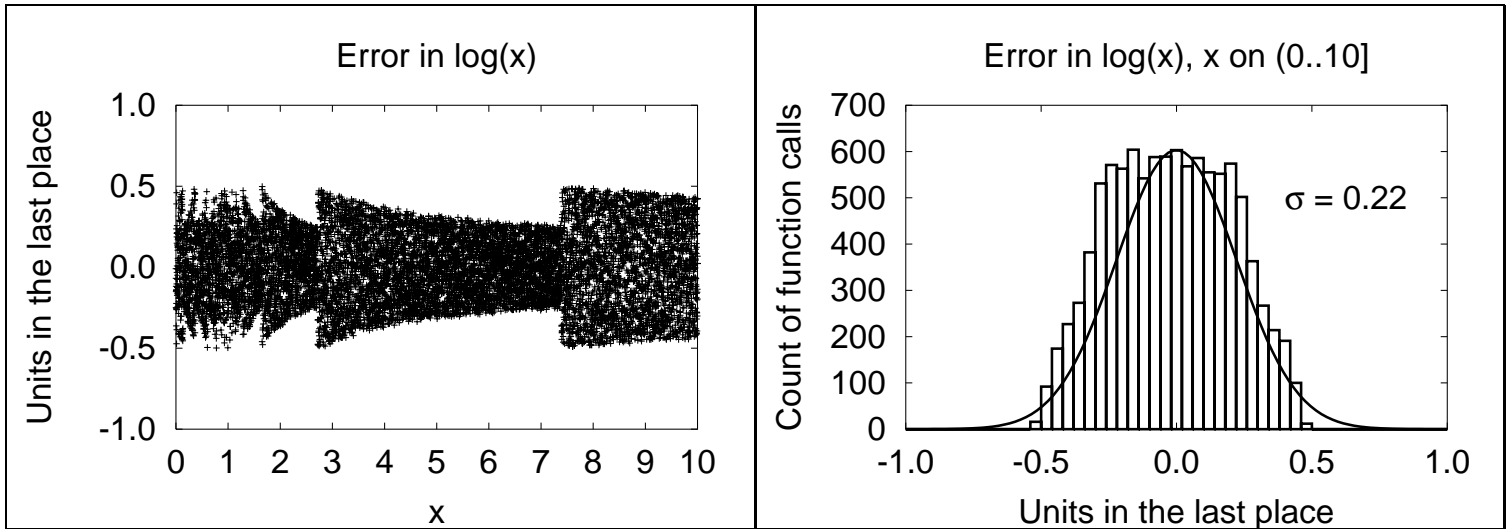 Error in log(x)
Units in the last place
1.0
0.5
0.0
-0.5
-1.0
0 1 2 3 4 5 6 7 8 9 10
x
Error in log(x), x on (0..10]
Count of function calls
700
600
500
400
300
200
100
0
σ = 0.22
-1.0 -0.5 0.0 0.5 1.0
Units in the last place